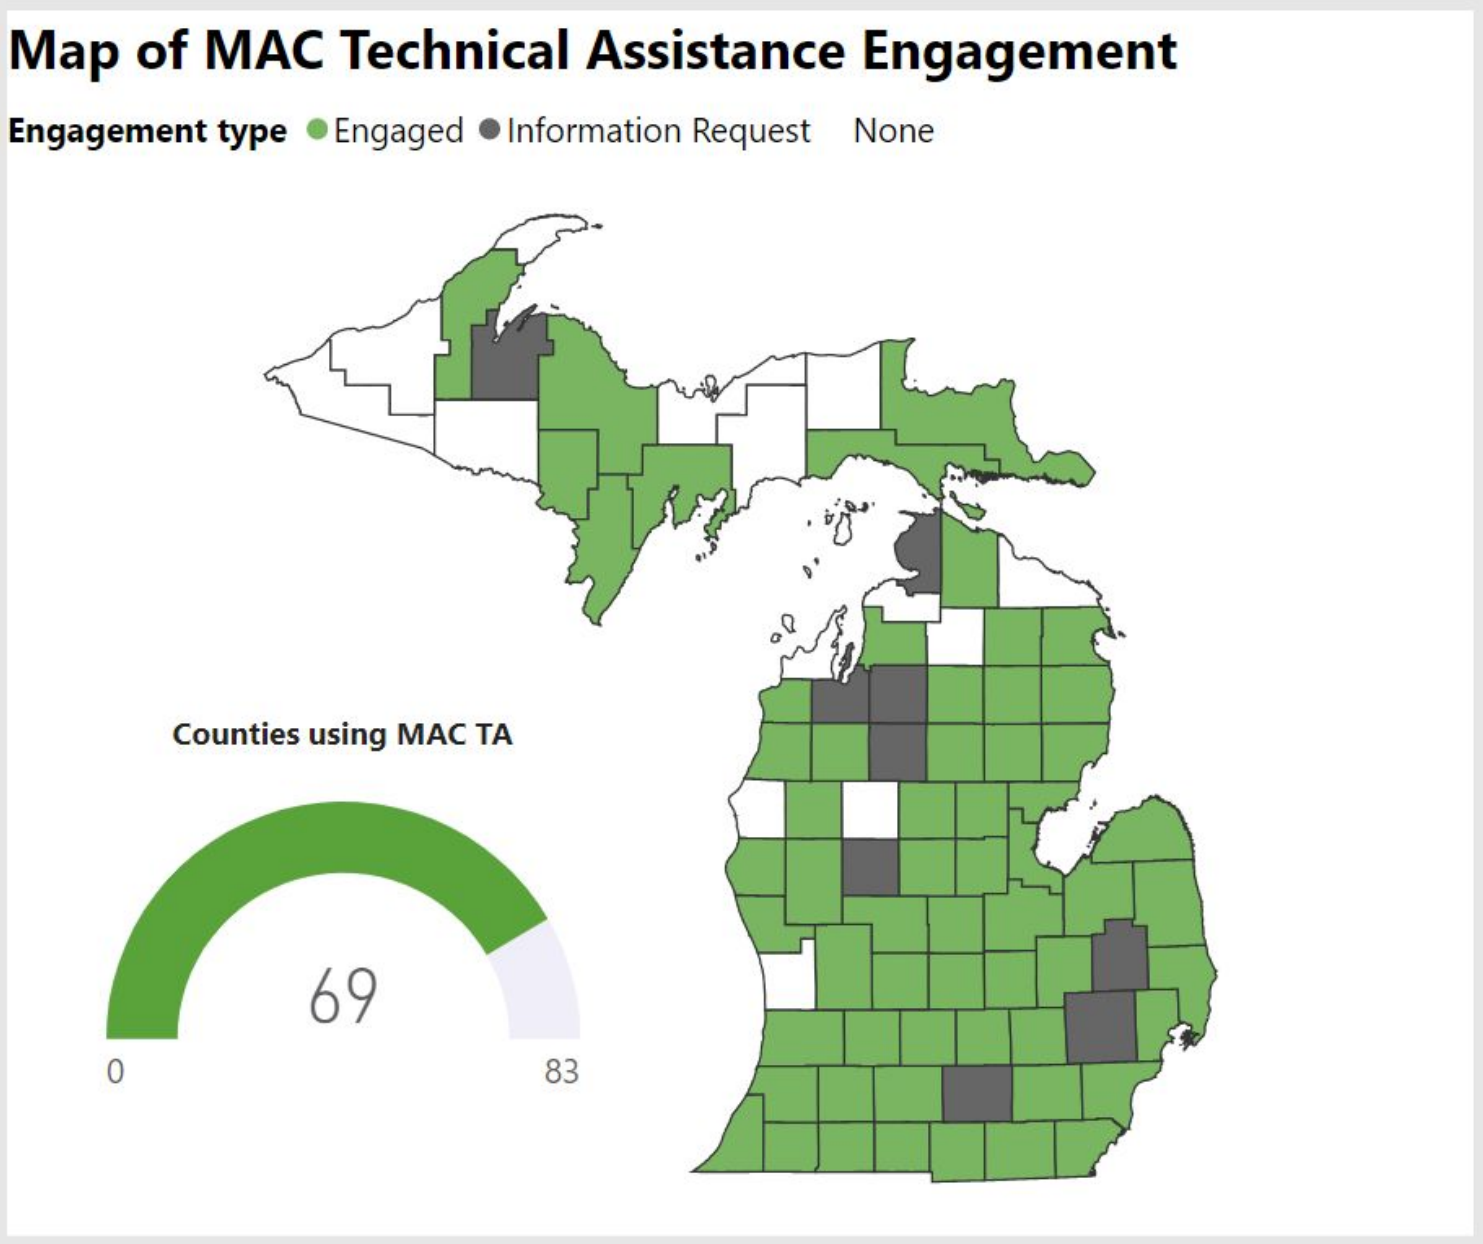 Map of MAC Technical Assistance Engagement
Engagement type Engaged Information Request None
Counties using MAC TA
69
0 83